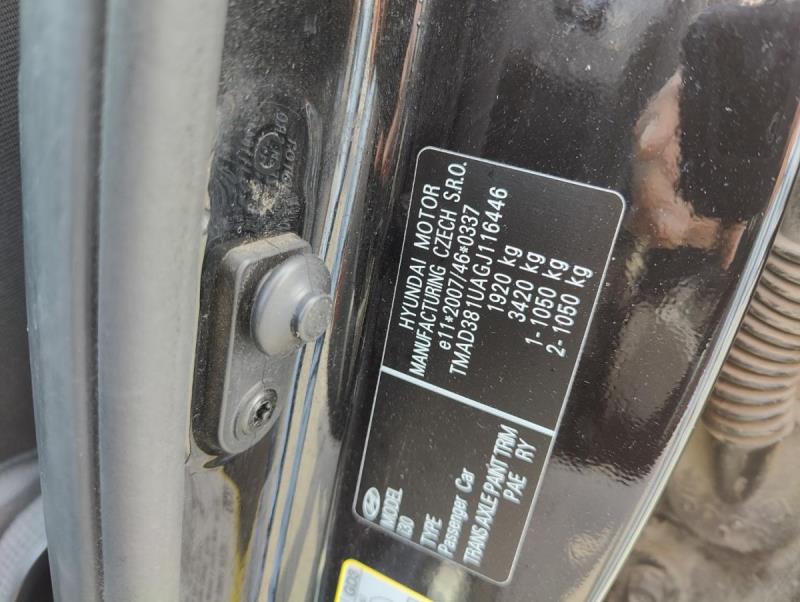 HYUNDAI MOTOR
MANUFACTURING CZECH S.R.O.
e11*2007/46*0337
TMAD381UAGJ116446
1920 kg
3420 kg
1- 1050 kg
2- 1050 kg
MODEL
I30
TYPE
Passenger Car
TRANS AXLE PAINT TRIM
PAE RY